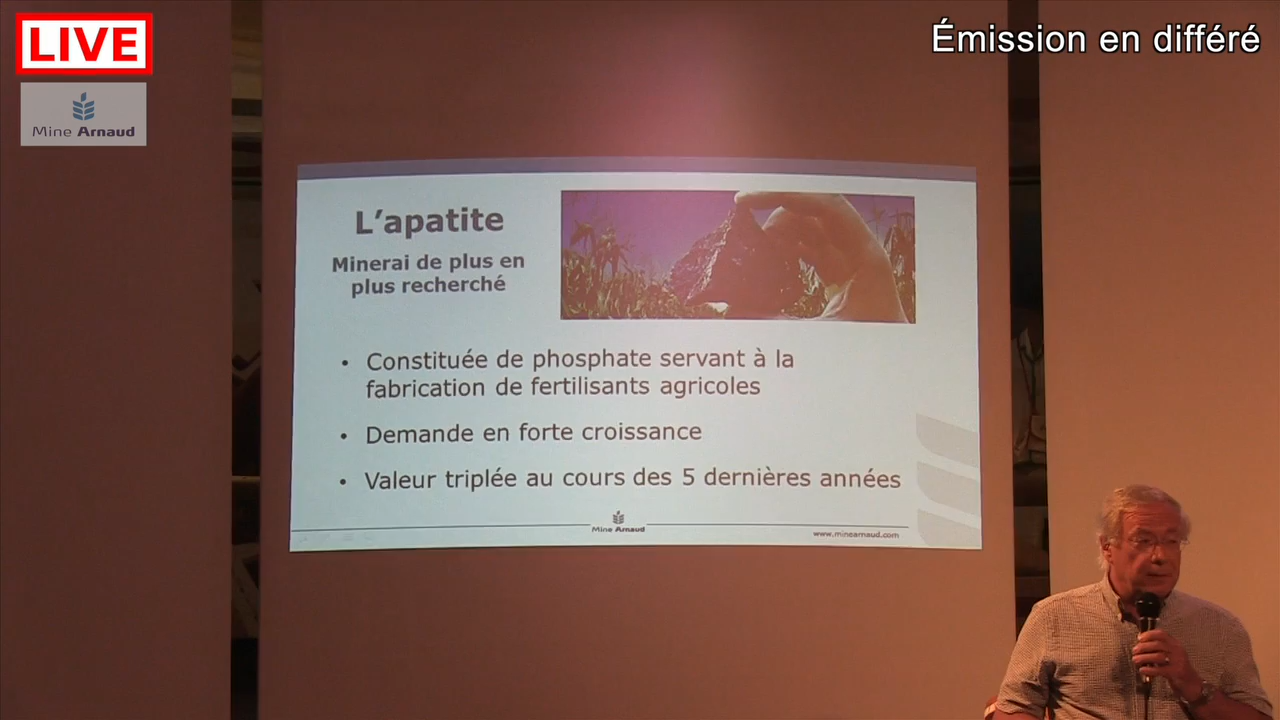 LIVE
Émission en différé
Mine Arnaud
L'apatite
Minerai de plus en
plus recherché
• Constituée de phosphate servant à la
fabrication de fertilisants agricoles
• Demande en forte croissance
• Valeur triplée au cours des 5 dernières années
Mine Arnaud
www.minearnaud.com